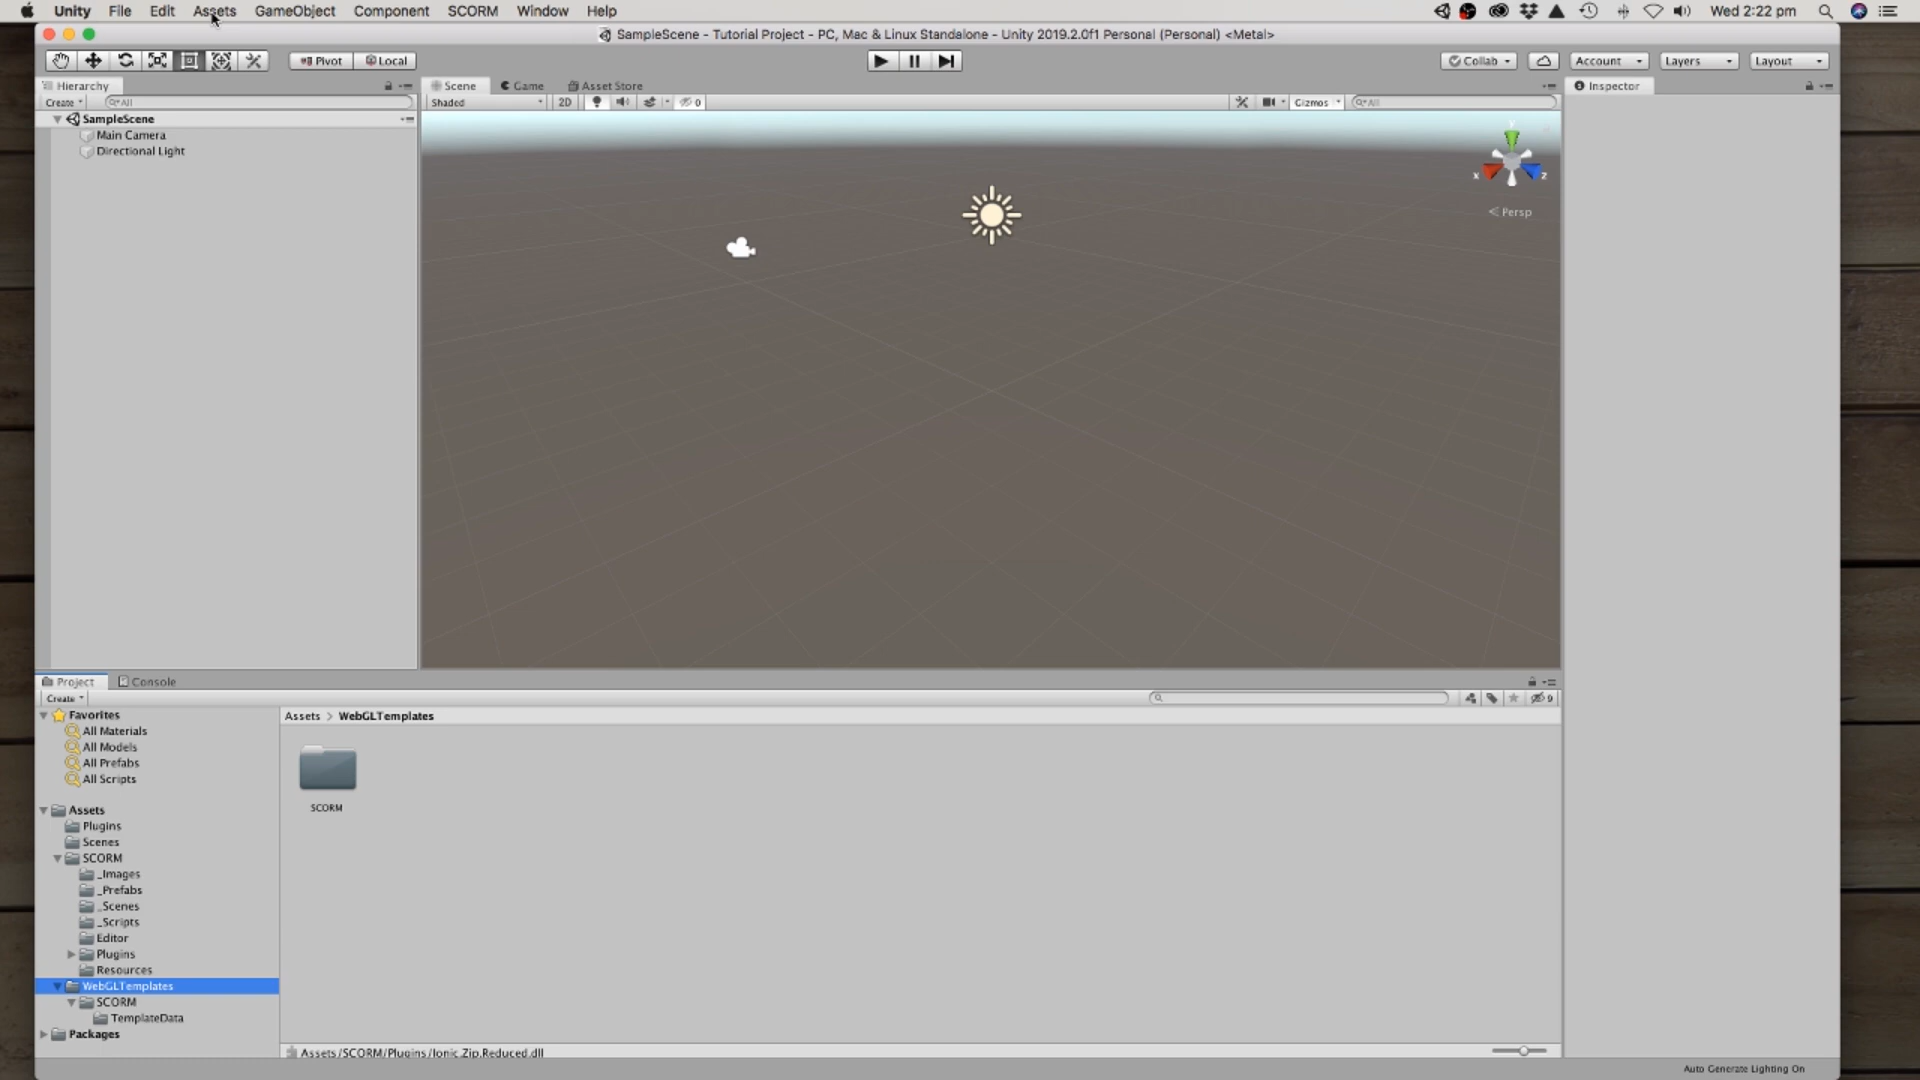 Unity File Edit Assets GameObject Component SCORM Window Help Wed 2:22 pm
SampleScene - Tutorial Project - PC, Mac & Linux Standalone - Unity 2019.2.0f1 Personal (Personal) <Metal>
Pivot Local Collab Account Layers Layout
Hierarchy Scene Game Asset Store Inspector
Create All Shaded 2D 0 Gizmos All
SampleScene
Main Camera
Directional Light
y
x z
Persp
Project Console
Create 9
Favorites
All Materials
All Models
All Prefabs
All Scripts
Assets
Plugins
Scenes
SCORM
_Images
_Prefabs
_Scenes
_Scripts
Editor
Plugins
Resources
WebGLTemplates
SCORM
TemplateData
Packages
Assets > WebGLTemplates
SCORM
Assets/SCORM/Plugins/Ionic.Zip.Reduced.dll
Auto Generate Lighting On